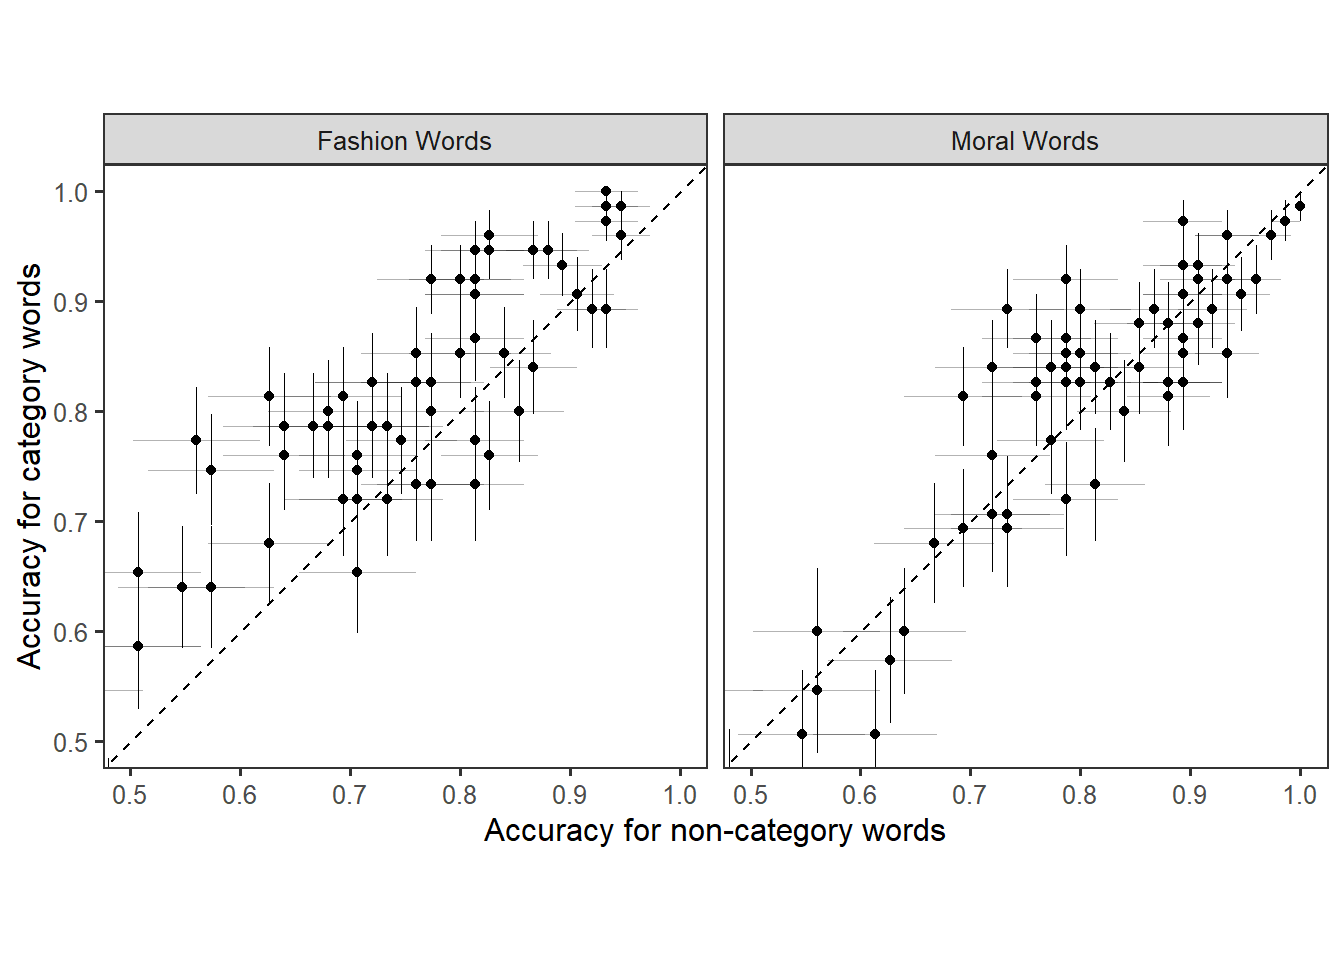 Fashion Words
Moral Words
Accuracy for category words
1.0
0.9
0.8
0.7
0.6
0.5
0.5 0.6 0.7 0.8 0.9 1.0
0.5 0.6 0.7 0.8 0.9 1.0
Accuracy for non-category words